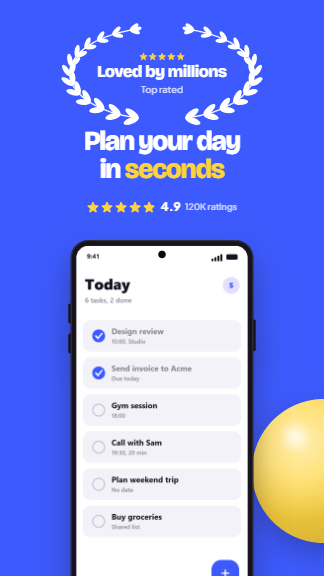 Loved by millions
Top rated
Plan your day
in seconds
4.9 120K ratings
9:41
Today
6 tasks, 2 done
S
Design review
10:00, Studio
Send invoice to Acme
Due today
Gym session
18:00
Call with Sam
19:30, 20 min
Plan weekend trip
No date
Buy groceries
Shared list
+